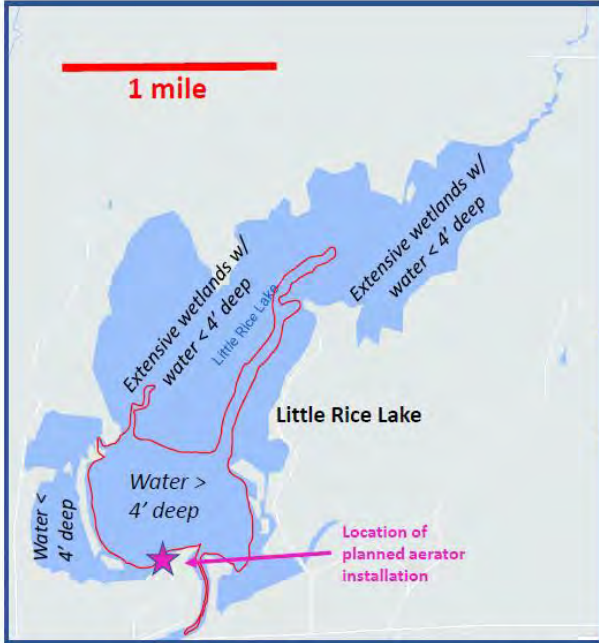 1 mile
Extensive wetlands w/
water < 4' deep
Extensive wetlands w/
water < 4' deep
Little Rice Lake
Little Rice Lake
Water >
4' deep
Water <
4' deep
Location of
planned aerator
installation